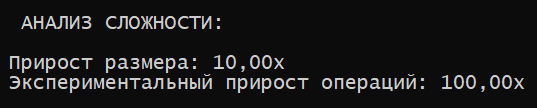 АНАЛИЗ СЛОЖНОСТИ:
Прирост размера: 10,00x
Экспериментальный прирост операций: 100,00x